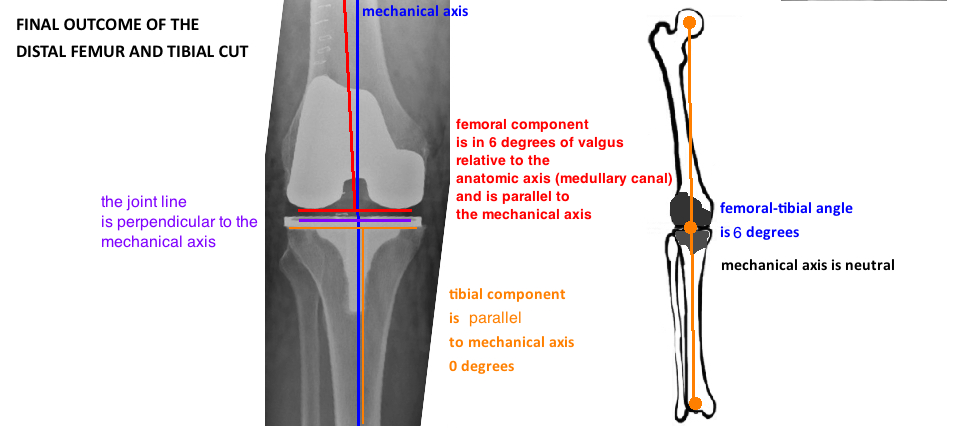 FINAL OUTCOME OF THE
DISTAL FEMUR AND TIBIAL CUT
mechanical axis
femoral component
is in 6 degrees of valgus
relative to the
anatomic axis (medullary canal)
and is parallel to
the mechanical axis
the joint line
is perpendicular to the
mechanical axis
femoral-tibial angle
is 6 degrees
mechanical axis is neutral
tibial component
is parallel
to mechanical axis
0 degrees